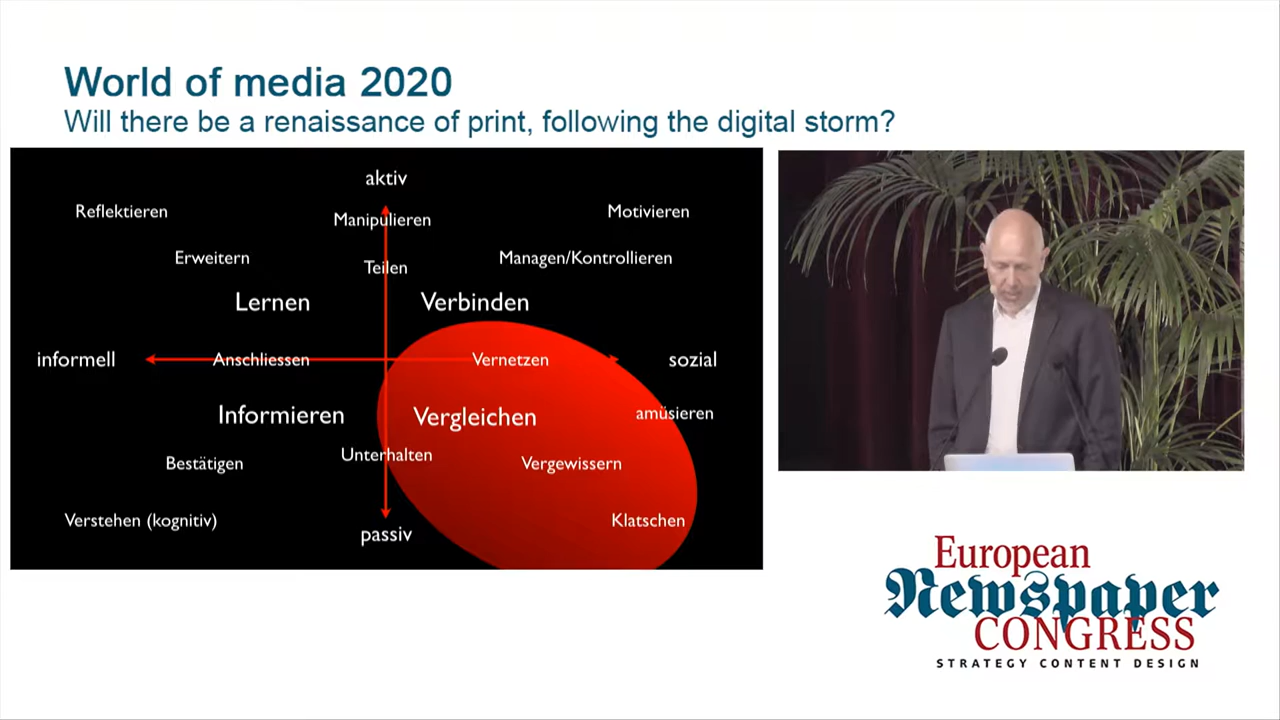 World of media 2020
Will there be a renaissance of print, following the digital storm?
aktiv
Reflektieren
Manipulieren
Motivieren
Erweitern
Teilen
Managen/Kontrollieren
Lernen
Verbinden
informell
Anschliessen
Vernetzen
sozial
Informieren
Vergleichen
amüsieren
Bestätigen
Unterhalten
Vergewissern
Verstehen (kognitiv)
Klatschen
passiv
European
Newspaper
CONGRESS
STRATEGY CONTENT DESIGN